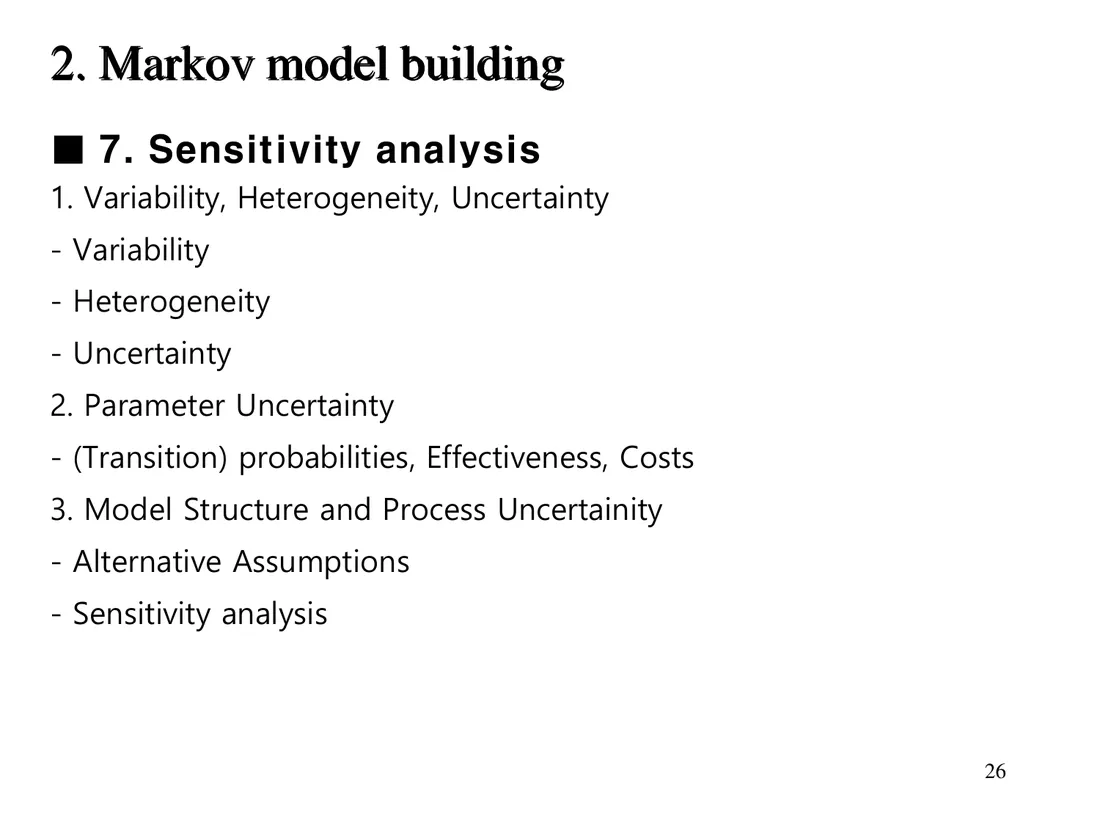 2. Markov model building
■ 7. Sensitivity analysis
1. Variability, Heterogeneity, Uncertainty
- Variability
- Heterogeneity
- Uncertainty
2. Parameter Uncertainty
- (Transition) probabilities, Effectiveness, Costs
3. Model Structure and Process Uncertainity
- Alternative Assumptions
- Sensitivity analysis
26